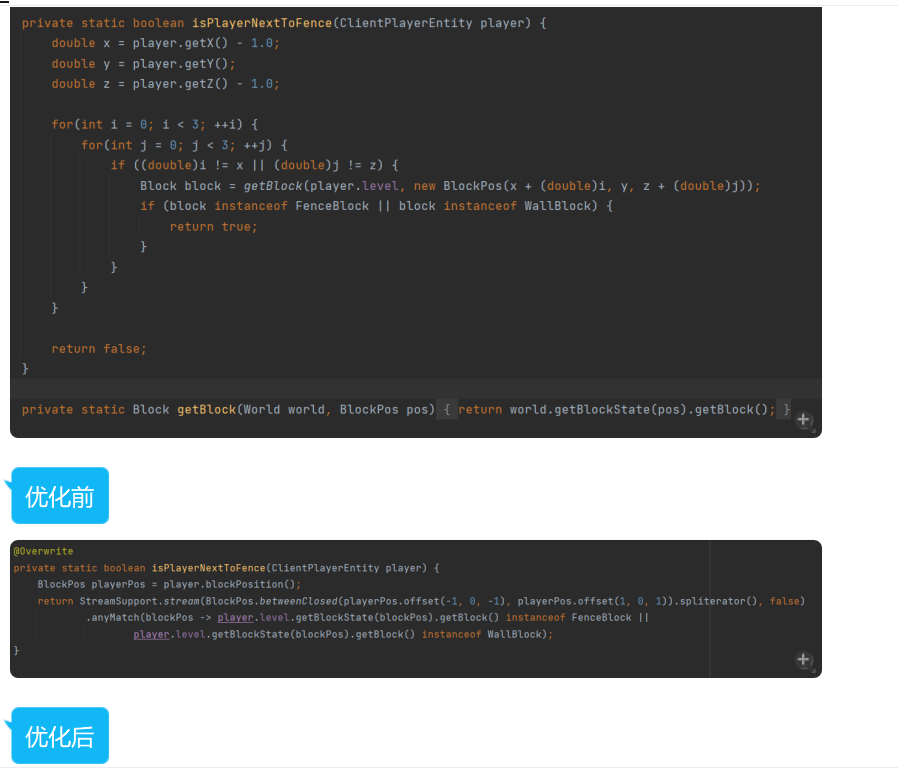 private static boolean isPlayerNextToFence(ClientPlayerEntity player) {
double x = player.getX() - 1.0;
double y = player.getY();
double z = player.getZ() - 1.0;
for(int i = 0; i < 3; ++i) {
for(int j = 0; j < 3; ++j) {
if ((double)i != x || (double)j != z) {
Block block = getBlock(player.level, new BlockPos(x + (double)i, y, z + (double)j));
if (block instanceof FenceBlock || block instanceof WallBlock) {
return true;
}
}
}
}
return false;
}
private static Block getBlock(World world, BlockPos pos) { return world.getBlockState(pos).getBlock(); }
优化前
@Overwrite
private static boolean isPlayerNextToFence(ClientPlayerEntity player) {
BlockPos playerPos = player.blockPosition();
return StreamSupport.stream(BlockPos.betweenClosed(playerPos.offset(-1, 0, -1), playerPos.offset(1, 0, 1)).spliterator(), false)
.anyMatch(blockPos -> player.level.getBlockState(blockPos).getBlock() instanceof FenceBlock ||
player.level.getBlockState(blockPos).getBlock() instanceof WallBlock);
}
优化后